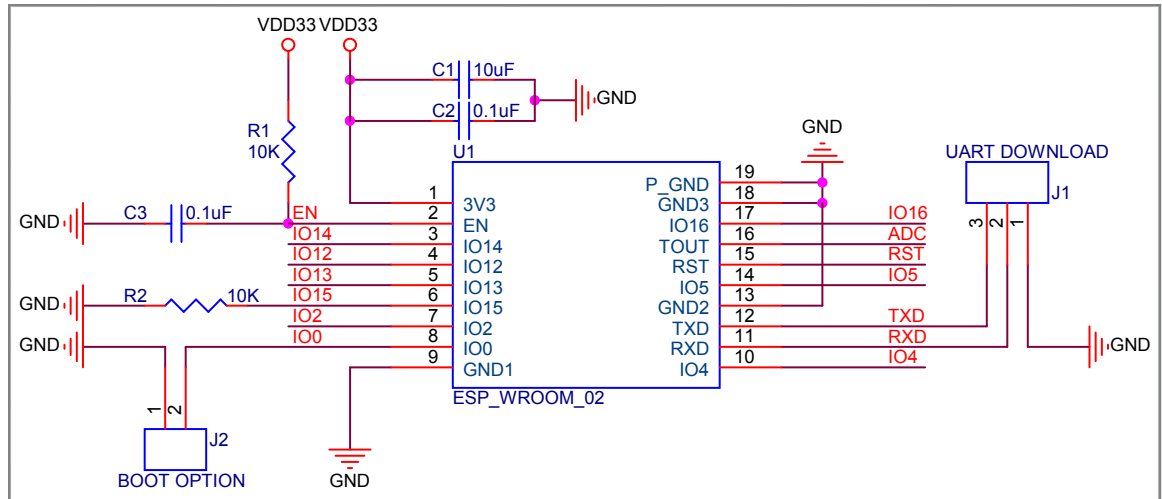 VDD33 VDD33
C1 10uF
GND
C2 0.1uF
R1
10K
U1
GND
UART DOWNLOAD
J1
3 2 1
C3 0.1uF
GND
EN
IO14
IO12
IO13
GND R2 10K IO15
IO2
GND IO0
1 3V3
2 EN
3 IO14
4 IO12
5 IO13
6 IO15
7 IO2
8 IO0
9 GND1
P_GND 19
GND3 18
IO16 17 IO16
TOUT 16 ADC
RST 15 RST
IO5 14 IO5
GND2 13
TXD 12 TXD
RXD 11 RXD
IO4 10 IO4
GND
ESP_WROOM_02
1 2
J2
BOOT OPTION
GND